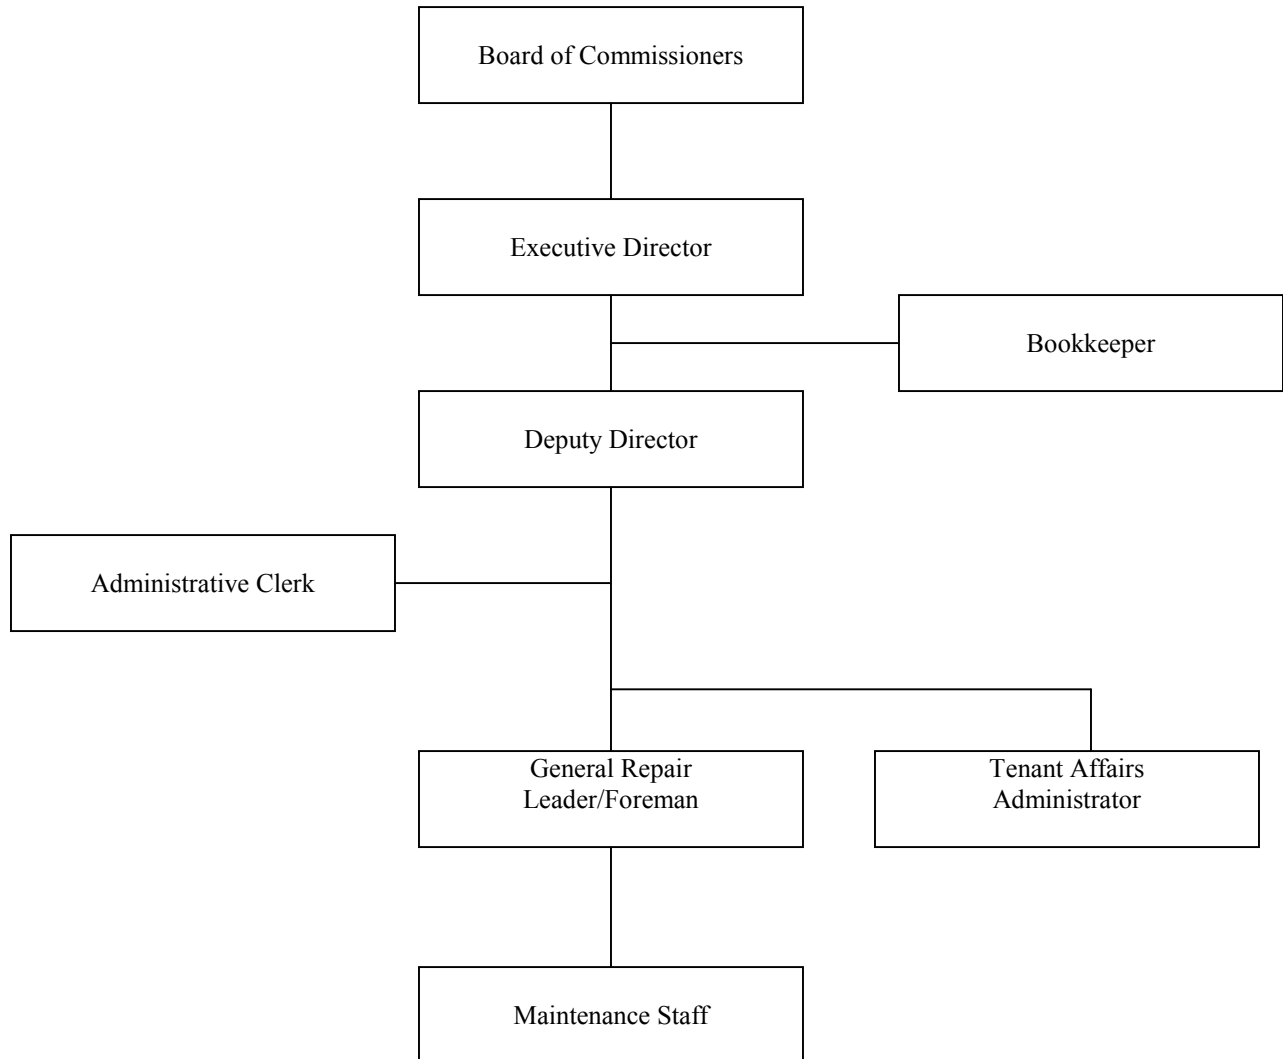 Board of Commissioners
Executive Director
Bookkeeper
Deputy Director
Administrative Clerk
General Repair
Leader/Foreman
Tenant Affairs
Administrator
Maintenance Staff